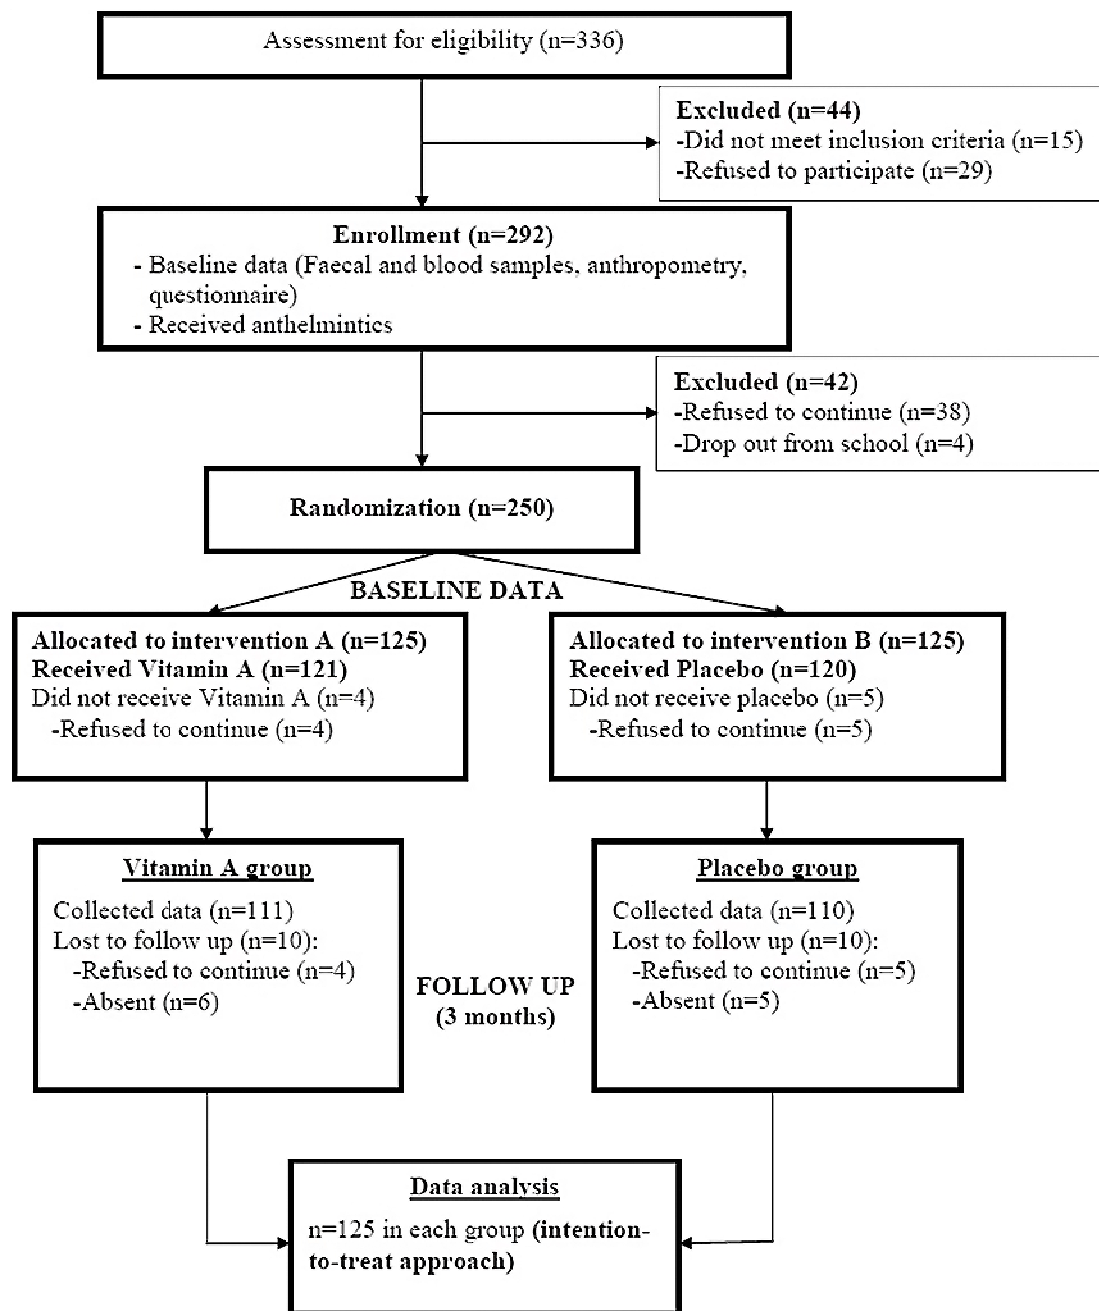 Assessment for eligibility (n=336)
Excluded (n=44)
-Did not meet inclusion criteria (n=15)
-Refused to participate (n=29)
Enrollment (n=292)
- Baseline data (Faecal and blood samples, anthropometry,
questionnaire)
- Received anthelmintics
Excluded (n=42)
-Refused to continue (n=38)
-Drop out from school (n=4)
Randomization (n=250)
BASELINE DATA
Allocated to intervention A (n=125)
Received Vitamin A (n=121)
Did not receive Vitamin A (n=4)
-Refused to continue (n=4)
Allocated to intervention B (n=125)
Received Placebo (n=120)
Did not receive placebo (n=5)
-Refused to continue (n=5)
Vitamin A group
Collected data (n=111)
Lost to follow up (n=10):
-Refused to continue (n=4)
-Absent (n=6)
FOLLOW UP
(3 months)
Placebo group
Collected data (n=110)
Lost to follow up (n=10):
-Refused to continue (n=5)
-Absent (n=5)
Data analysis
n=125 in each group (intention-
to-treat approach)